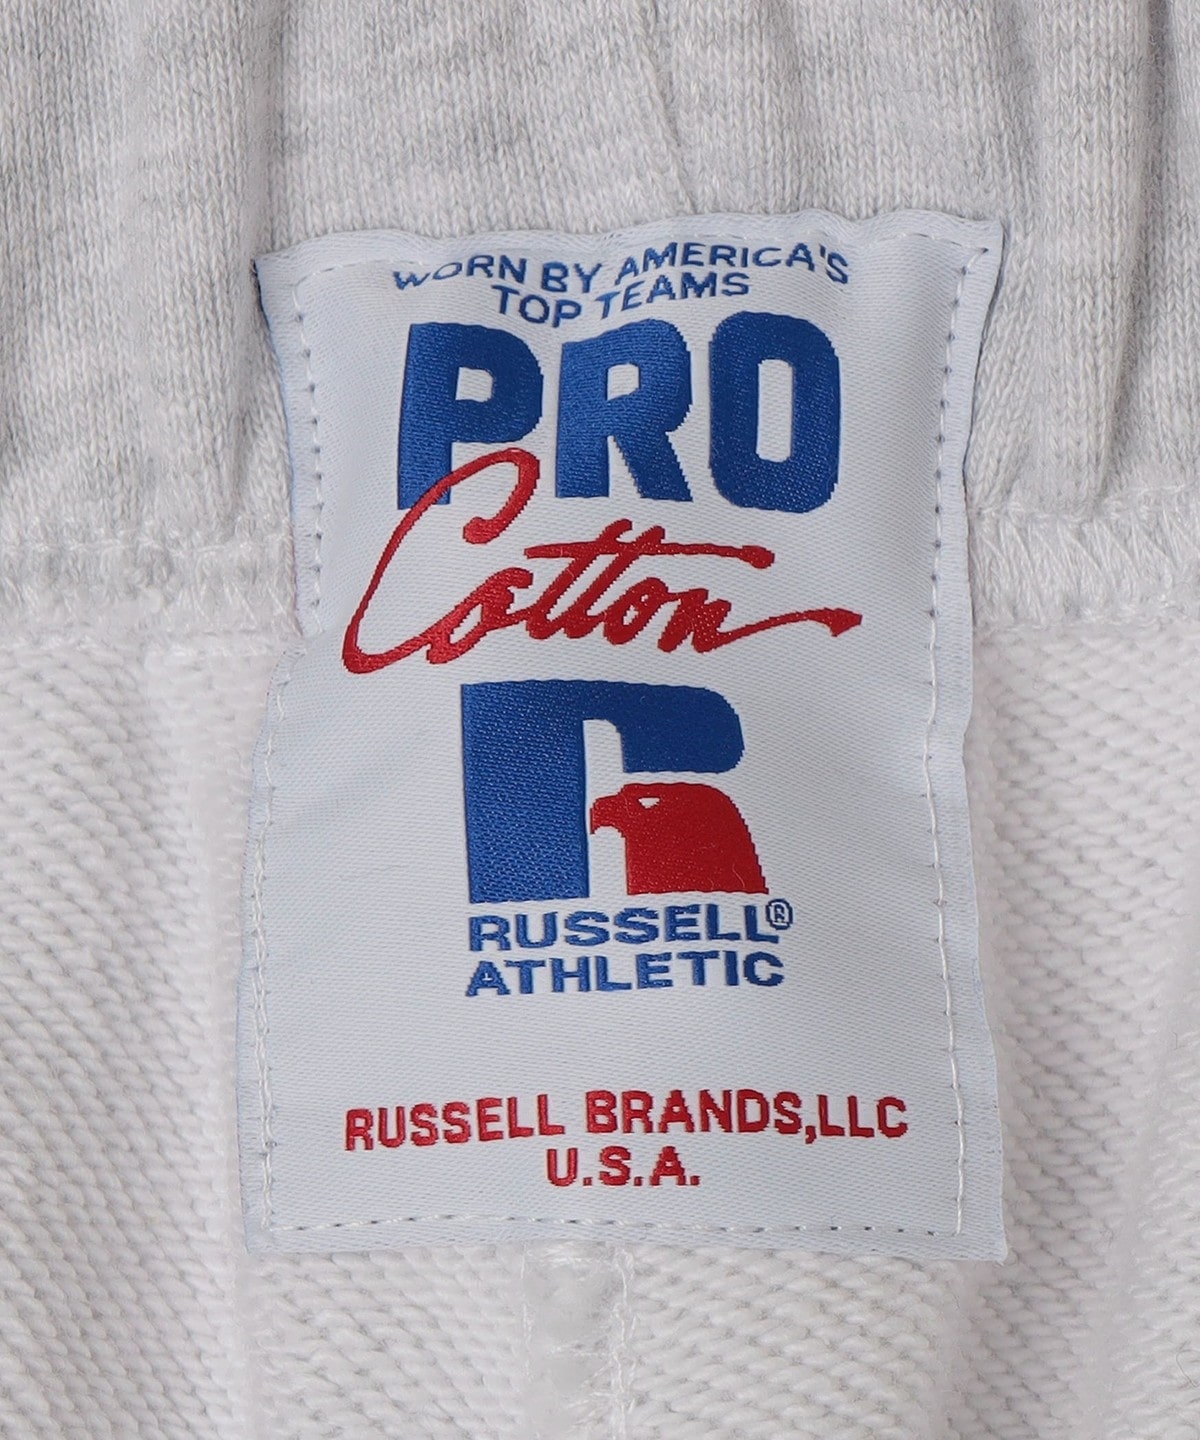 WORN BY AMERICA'S
TOP TEAMS
PRO
Cotton
RUSSELL®
ATHLETIC
RUSSELL BRANDS,LLC
U.S.A.